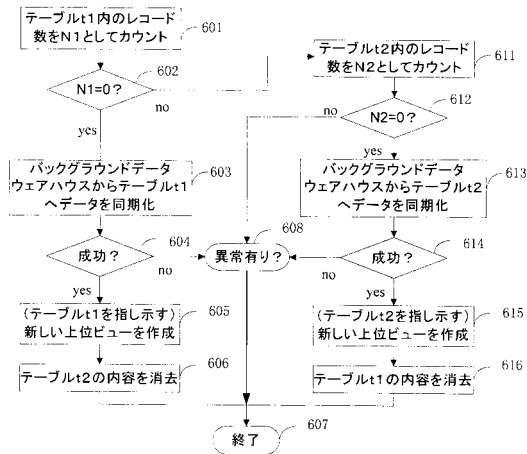 テーブルt1内のレコード
数をN1としてカウント
601
N1=0?
602
no
yes
バックグラウンドデータ
ウェアハウスからテーブルt1
へデータを同期化
603
成功?
604
no
yes
(テーブルt1を指し示す)
新しい上位ビューを作成
605
テーブルt2の内容を消去
606
テーブルt2内のレコード
数をN2としてカウント
611
N2=0?
612
no
yes
バックグラウンドデータ
ウェアハウスからテーブルt2
へデータを同期化
613
成功?
614
no
yes
(テーブルt2を指し示す)
新しい上位ビューを作成
615
テーブルt1の内容を消去
616
異常有り?
608
終了
607